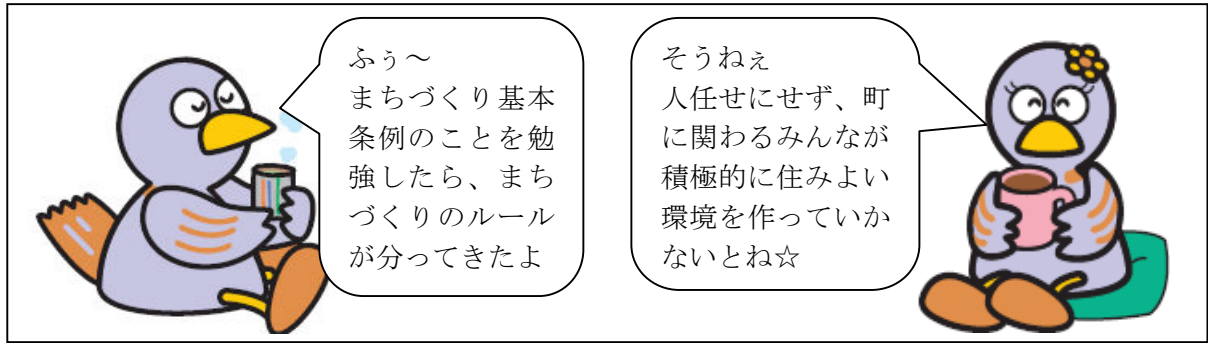 ふぅ～
まちづくり基本
条例のことを勉
強したら、まち
づくりのルール
が分ってきたよ
そうねぇ
人任せにせず、町
に関わるみんなが
積極的に住みよい
環境を作っていか
ないとね☆